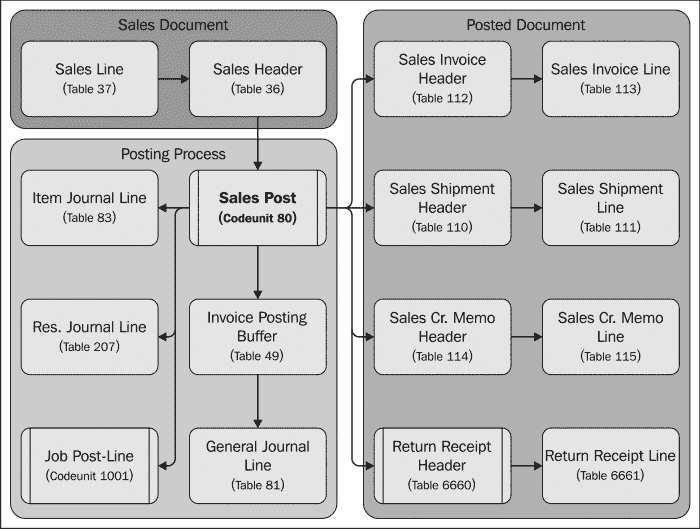 Sales Document
Sales Line
(Table 37)
Sales Header
(Table 36)
Posting Process
Item Journal Line
(Table 83)
Sales Post
(Codeunit 80)
Res. Journal Line
(Table 207)
Invoice Posting
Buffer
(Table 49)
Job Post-Line
(Codeunit 1001)
General Journal
Line
(Table 81)
Posted Document
Sales Invoice
Header
(Table 112)
Sales Invoice Line
(Table 113)
Sales Shipment
Header
(Table 110)
Sales Shipment
Line
(Table 111)
Sales Cr. Memo
Header
(Table 114)
Sales Cr. Memo
Line
(Table 115)
Return Receipt
Header
(Table 6660)
Return Receipt Line
(Table 6661)